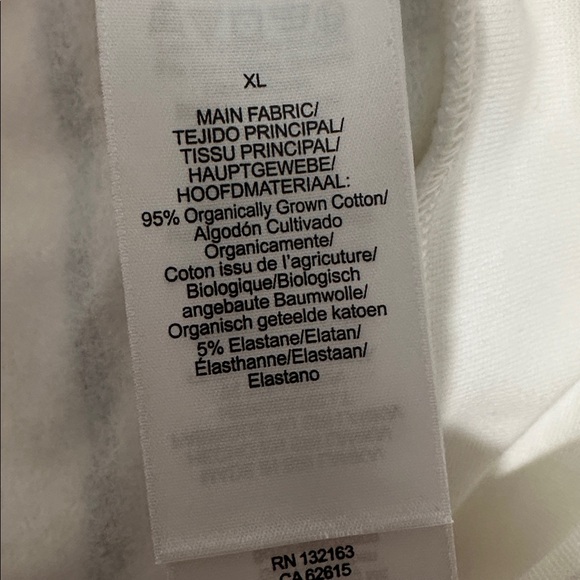 XL
MAIN FABRIC/
TEJIDO PRINCIPAL/
TISSU PRINCIPAL/
HAUPTGEWEBE/
HOOFDMATERIAAL:
95% Organically Grown Cotton/
Algodón Cultivado
Organicamente/
Coton issu de l'agricuture/
Biologique/Biologisch
angebaute Baumwolle/
Organisch geteelde katoen
5% Elastane/Elatan/
Élasthanne/Elastaan/
Elastano
RN 132163
CA 62615